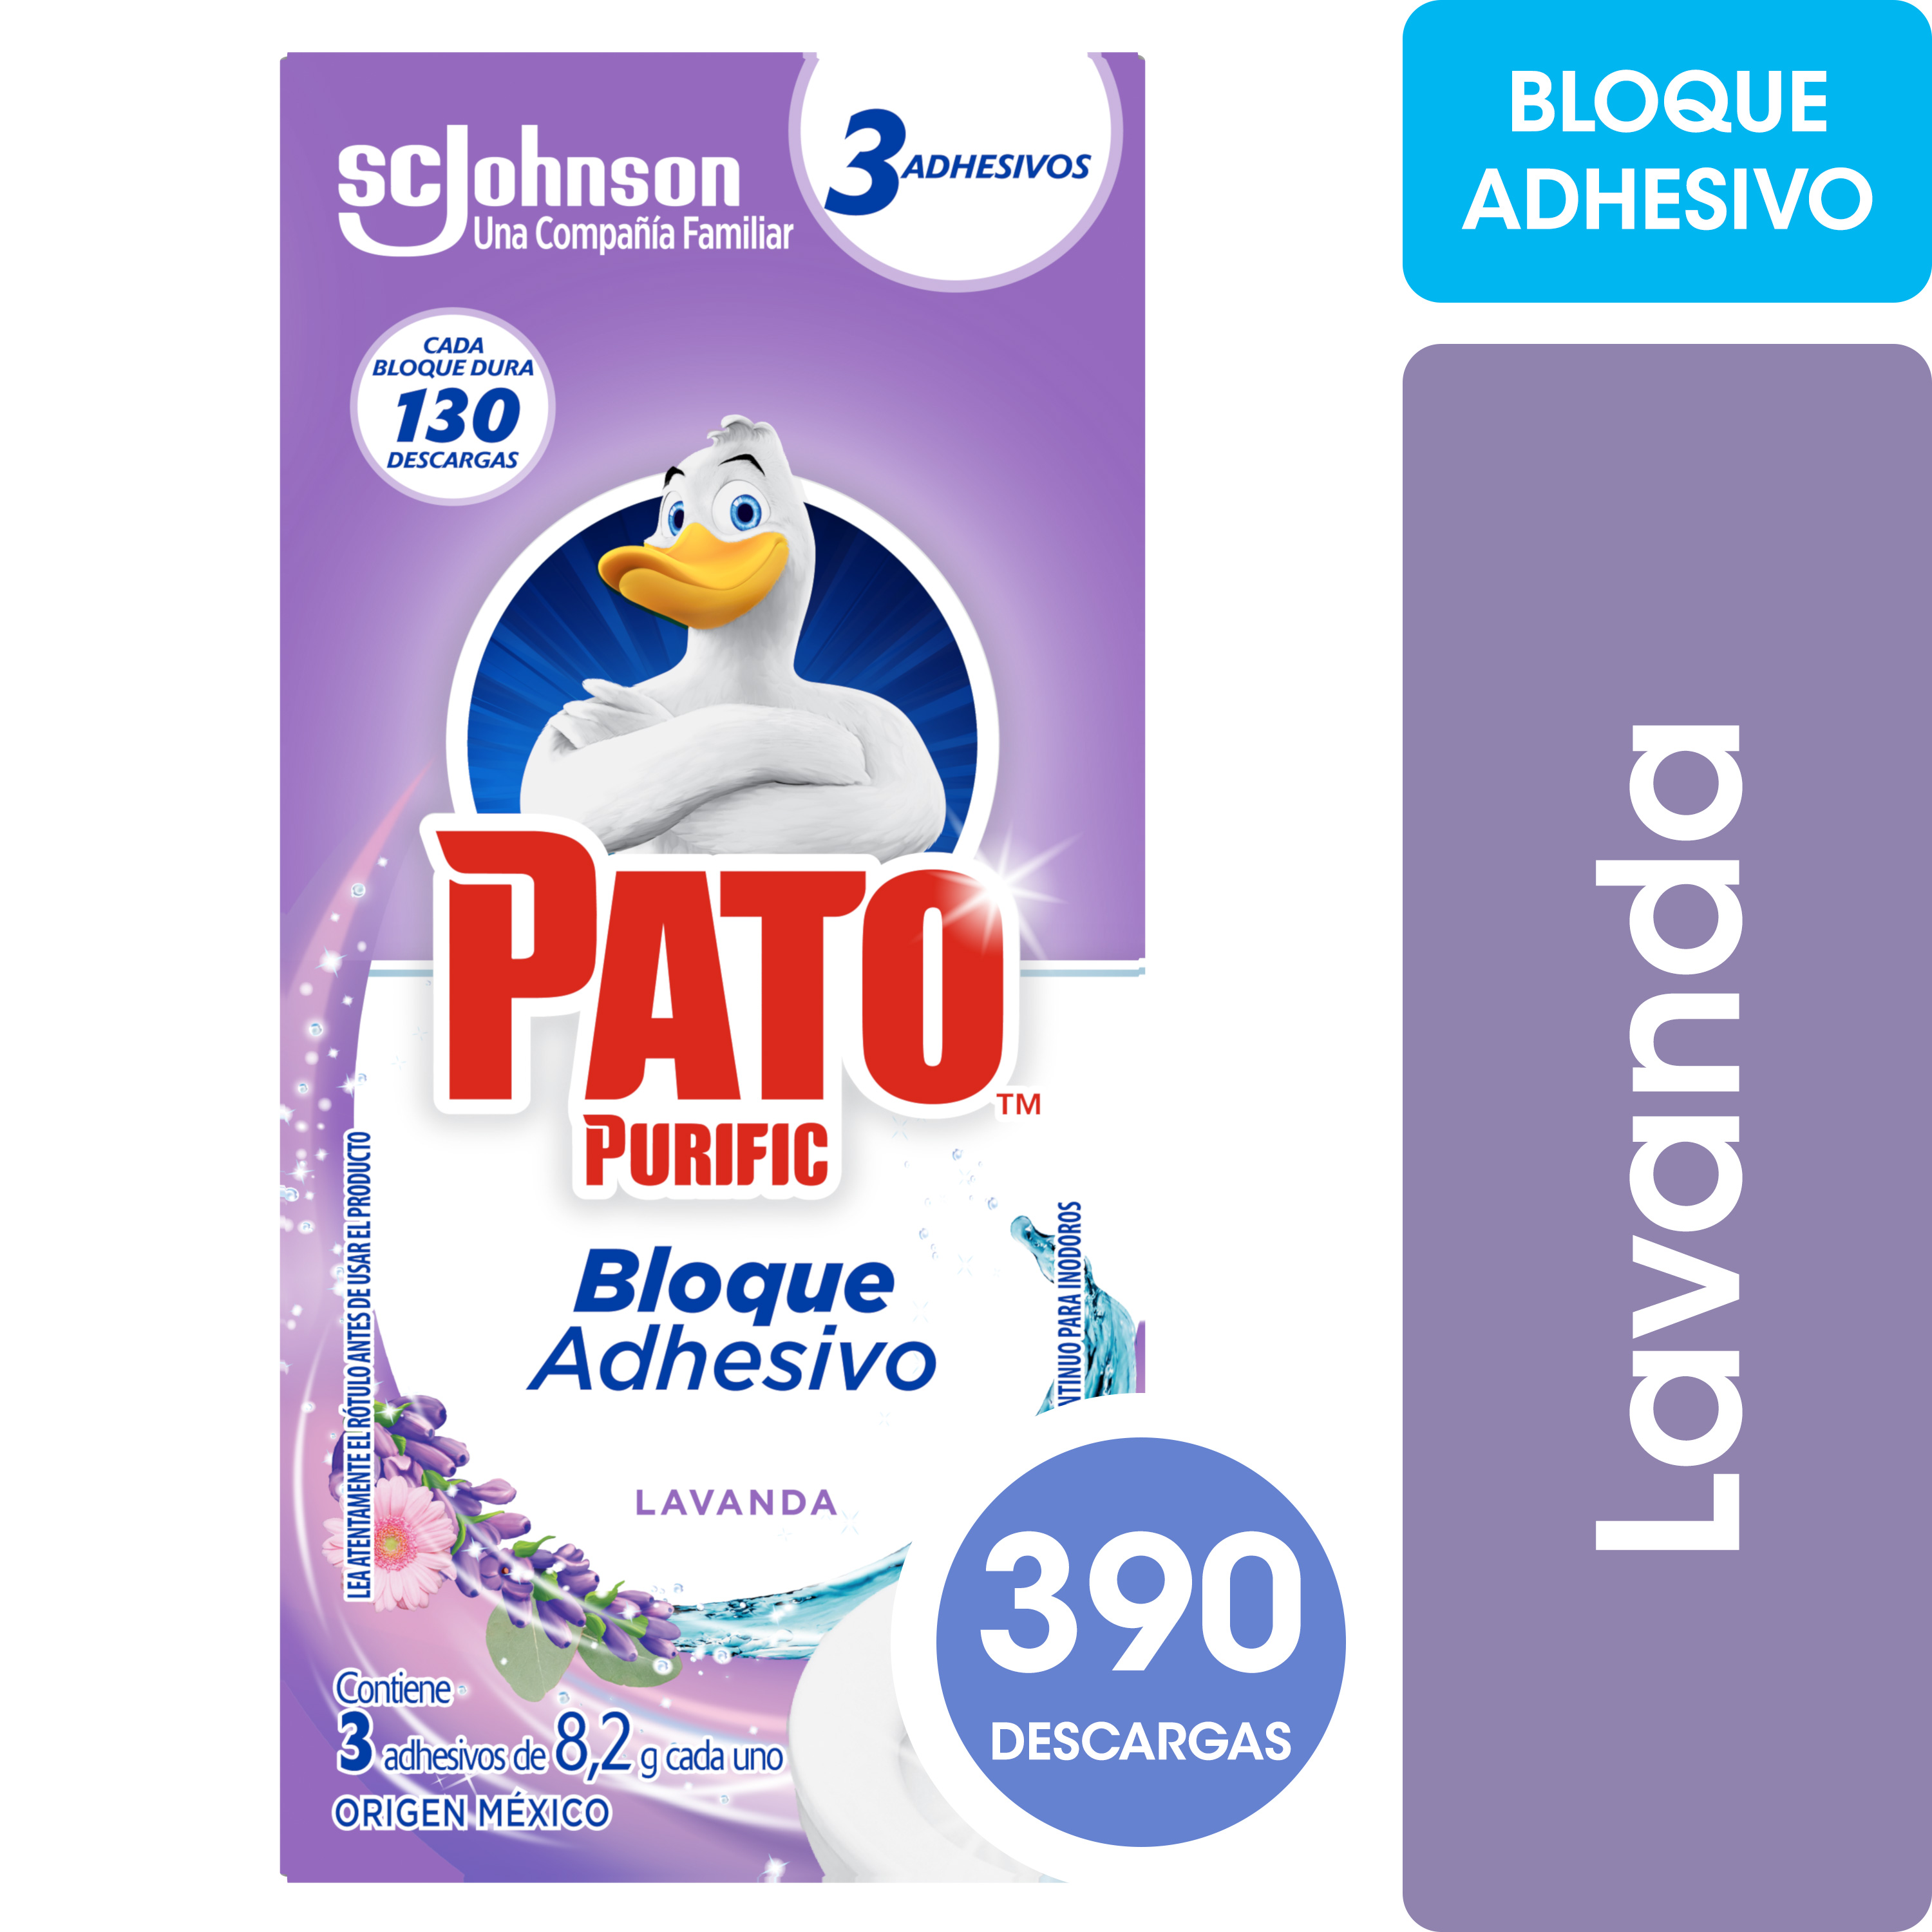 scJohnson
Una Compañía Familiar
3 ADHESIVOS
CADA
BLOQUE DURA
130
DESCARGAS
PATO
TM
PURIFIC
Bloque
Adhesivo
LAVANDA
LEA ATENTAMENTE EL RÓTULO ANTES DE USAR EL PRODUCTO
PARA INODOROS
Contiene
3 adhesivos de 8,2 g cada uno
ORIGEN MÉXICO
390
DESCARGAS
BLOQUE
ADHESIVO
Lavanda